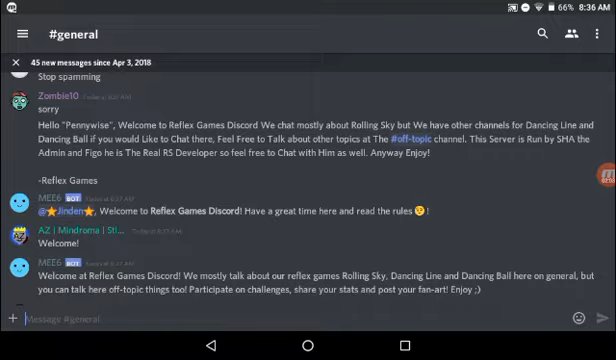 66% 8:36 AM
#general
45 new messages since Apr 3, 2018
Stop spamming
Zombie10
sorry
Hello "Pennywise", Welcome to Reflex Games Discord We chat mostly about Rolling Sky but We have other channels for Dancing Line and
Dancing Ball if you would Like to Chat there, Feel Free to Talk about other topics at The #off-topic channel. This Server is Run by SHA the
Admin and Figo he is The Real RS Developer so feel free to Chat with Him as well. Anyway Enjoy!
-Reflex Games
MEE6 BOT
@⭐Jinden⭐, Welcome to Reflex Games Discord! Have a great time here and read the rules 😉 !
AZ | Mindroma | Sti...
Welcome!
MEE6 BOT
Welcome at Reflex Games Discord! We mostly talk about our reflex games Rolling Sky, Dancing Line and Dancing Ball here on general, but
you can talk here off-topic things too! Participate on challenges, share your stats and post your fan-art! Enjoy ;)
Message #general